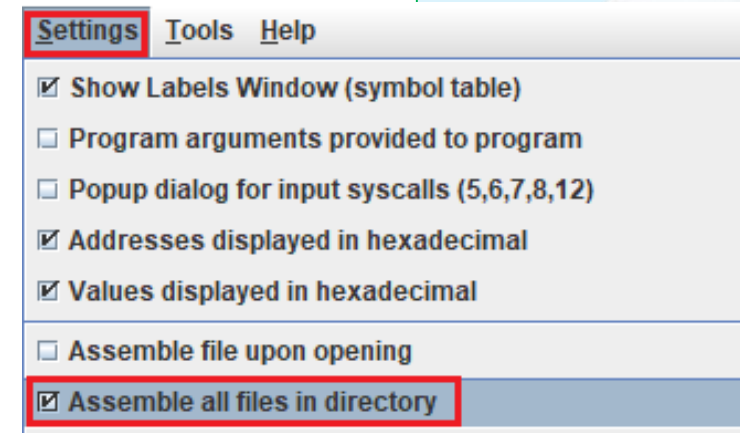 Settings Tools Help
Show Labels Window (symbol table)
Program arguments provided to program
Popup dialog for input syscalls (5,6,7,8,12)
Addresses displayed in hexadecimal
Values displayed in hexadecimal
Assemble file upon opening
Assemble all files in directory